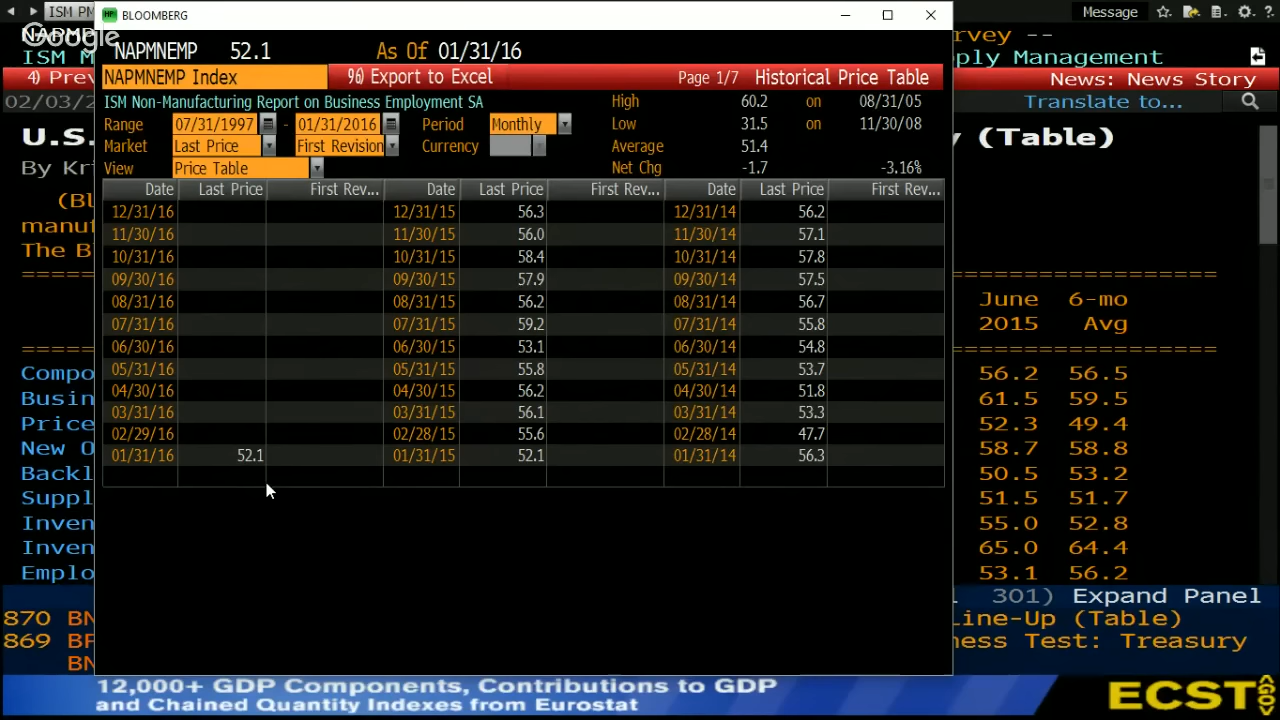 ISM PM
Message
BLOOMBERG
Google
NAPMNEMP 52.1 As Of 01/31/16
rvey --
ISM M
ply Management
4) Prev
NAPMNEMP Index 90) Export to Excel Page 1/7 Historical Price Table
News: News Story
02/03/
ISM Non-Manufacturing Report on Business Employment SA High 60.2 on 08/31/05
Translate to...
Range 07/31/1997 - 01/31/2016 Period Monthly Low 31.5 on 11/30/08
U.S.
y (Table)
Market Last Price First Revision Currency Average 51.4
By Kr
View Price Table Net Chg -1.7 -3.16%
Date Last Price First Rev... Date Last Price First Rev... Date Last Price First Rev...
(Bl
12/31/16 12/31/15 56.3 12/31/14 56.2
manuf
11/30/16 11/30/15 56.0 11/30/14 57.1
The B
10/31/16 10/31/15 58.4 10/31/14 57.8
09/30/16 09/30/15 57.9 09/30/14 57.5
08/31/16 08/31/15 56.2 08/31/14 56.7
June 6-mo
07/31/16 07/31/15 59.2 07/31/14 55.8
2015 Avg
06/30/16 06/30/15 53.1 06/30/14 54.8
05/31/16 05/31/15 55.8 05/31/14 53.7
Compo 56.2 56.5
04/30/16 04/30/15 56.2 04/30/14 51.8
Busin 61.5 59.5
03/31/16 03/31/15 56.1 03/31/14 53.3
Price 52.3 49.4
02/29/16 02/28/15 55.6 02/28/14 47.7
New O 58.7 58.8
01/31/16 52.1 01/31/15 52.1 01/31/14 56.3
Backl 50.5 53.2
Suppl 51.5 51.7
Inven 55.0 52.8
Inven 65.0 64.4
Emplo 53.1 56.2
301) Expand Panel
870 BN
Line-Up (Table)
869 BF
ness Test: Treasury
BN
12,000+ GDP Components, Contributions to GDP
and Chained Quantity Indexes from Eurostat
ECST<GO>